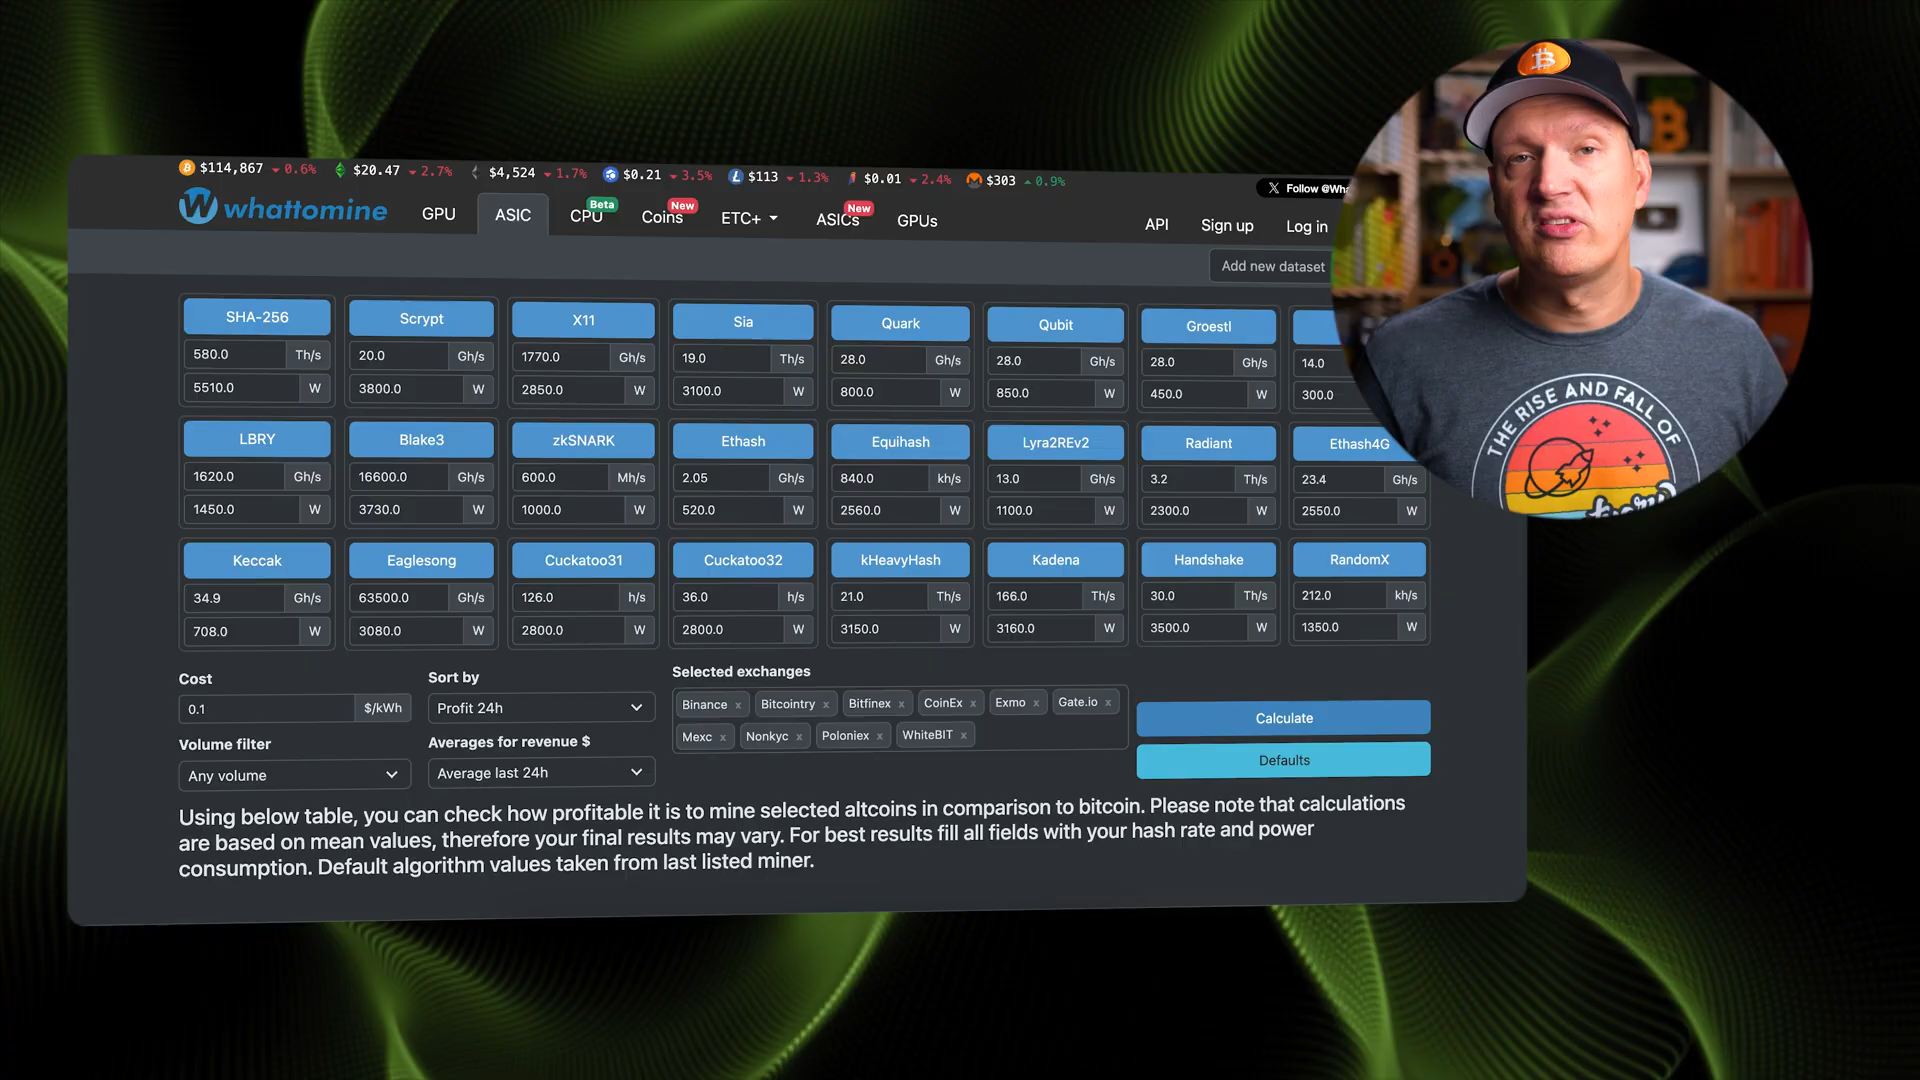 $114,867 0.6% $20.47 2.7% $4,524 1.7% $0.21 3.5% $113 1.3% $0.01 2.4% $303 0.9%
whattomine GPU ASIC CPU Beta Coins New ETC+ ASICs New GPUs API Sign up Log in
Follow
Add new dataset
SHA-256 Scrypt X11 Sia Quark Qubit Groestl
580.0 Th/s 20.0 Gh/s 1770.0 Gh/s 19.0 Th/s 28.0 Gh/s 28.0 Gh/s 28.0 Gh/s 14.0
5510.0 W 3800.0 W 2850.0 W 3100.0 W 800.0 W 850.0 W 450.0 W 300.0
LBRY Blake3 zkSNARK Ethash Equihash Lyra2REv2 Radiant Ethash4G
1620.0 Gh/s 16600.0 Gh/s 600.0 Mh/s 2.05 Gh/s 840.0 kh/s 13.0 Gh/s 3.2 Th/s 23.4 Gh/s
1450.0 W 3730.0 W 1000.0 W 520.0 W 2560.0 W 1100.0 W 2300.0 W 2550.0 W
Keccak Eaglesong Cuckatoo31 Cuckatoo32 kHeavyHash Kadena Handshake RandomX
34.9 Gh/s 63500.0 Gh/s 126.0 h/s 36.0 h/s 21.0 Th/s 166.0 Th/s 30.0 Th/s 212.0 kh/s
708.0 W 3080.0 W 2800.0 W 2800.0 W 3150.0 W 3160.0 W 3500.0 W 1350.0 W
Cost Sort by Selected exchanges
0.1 $/kWh Profit 24h Binance x Bitcointry x Bitfinex x CoinEx x Exmo x Gate.io x
Calculate
Volume filter Averages for revenue $ Mexc x Nonkyc x Poloniex x WhiteBIT x
Any volume Average last 24h Defaults
Using below table, you can check how profitable it is to mine selected altcoins in comparison to bitcoin. Please note that calculations
are based on mean values, therefore your final results may vary. For best results fill all fields with your hash rate and power
consumption. Default algorithm values taken from last listed miner.
THE RISE AND FALL OF